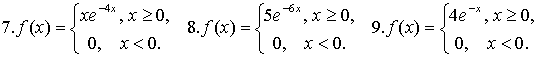 7. f(x) = { xe^{-4x}, x ≥ 0, 0, x < 0. 8. f(x) = { 5e^{-6x}, x ≥ 0, 0, x < 0. 9. f(x) = { 4e^{-x}, x ≥ 0, 0, x < 0.